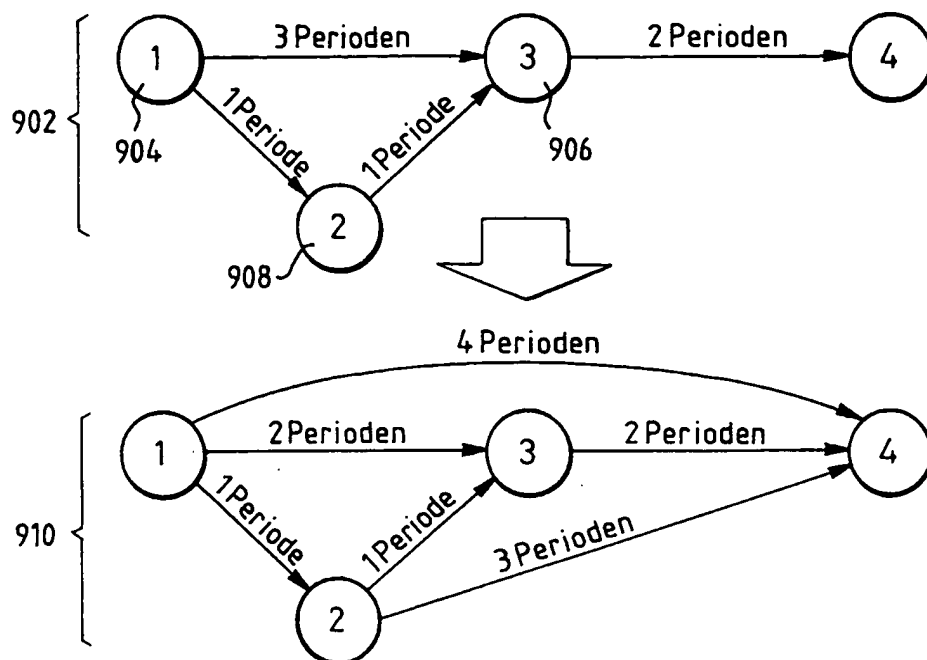 1
3 Perioden
3
2 Perioden
4
902
904
1 Periode
1 Periode
906
2
908
4 Perioden
1
2 Perioden
3
2 Perioden
4
910
1 Periode
1 Periode
3 Perioden
2